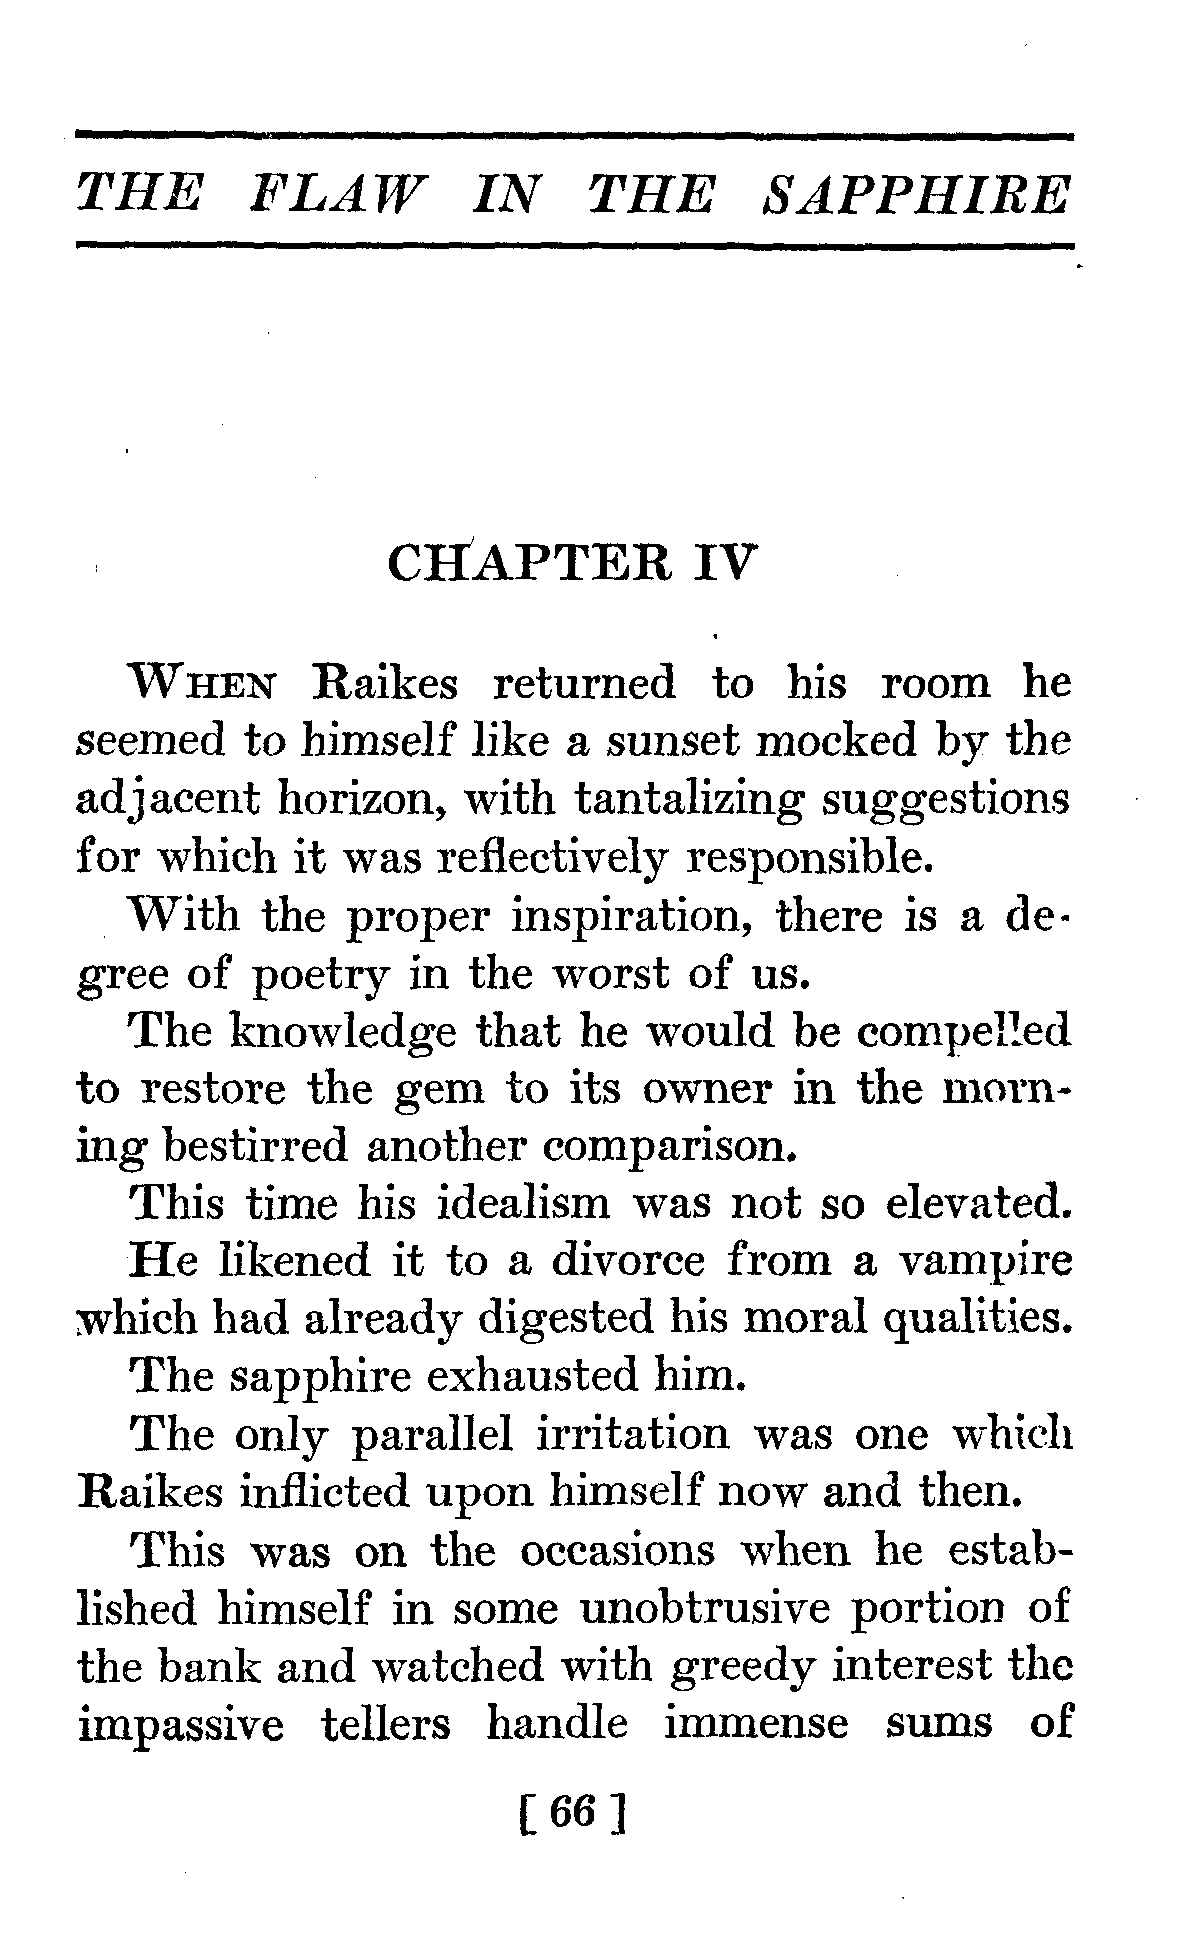 THE FLAW IN THE SAPPHIRE
CHAPTER IV
WHEN Raikes returned to his room he
seemed to himself like a sunset mocked by the
adjacent horizon, with tantalizing suggestions
for which it was reflectively responsible.
With the proper inspiration, there is a de-
gree of poetry in the worst of us.
The knowledge that he would be compelled
to restore the gem to its owner in the morn-
ing bestirred another comparison.
This time his idealism was not so elevated.
He likened it to a divorce from a vampire
which had already digested his moral qualities.
The sapphire exhausted him.
The only parallel irritation was one which
Raikes inflicted upon himself now and then.
This was on the occasions when he estab-
lished himself in some unobtrusive portion of
the bank and watched with greedy interest the
impassive tellers handle immense sums of
[ 66 ]